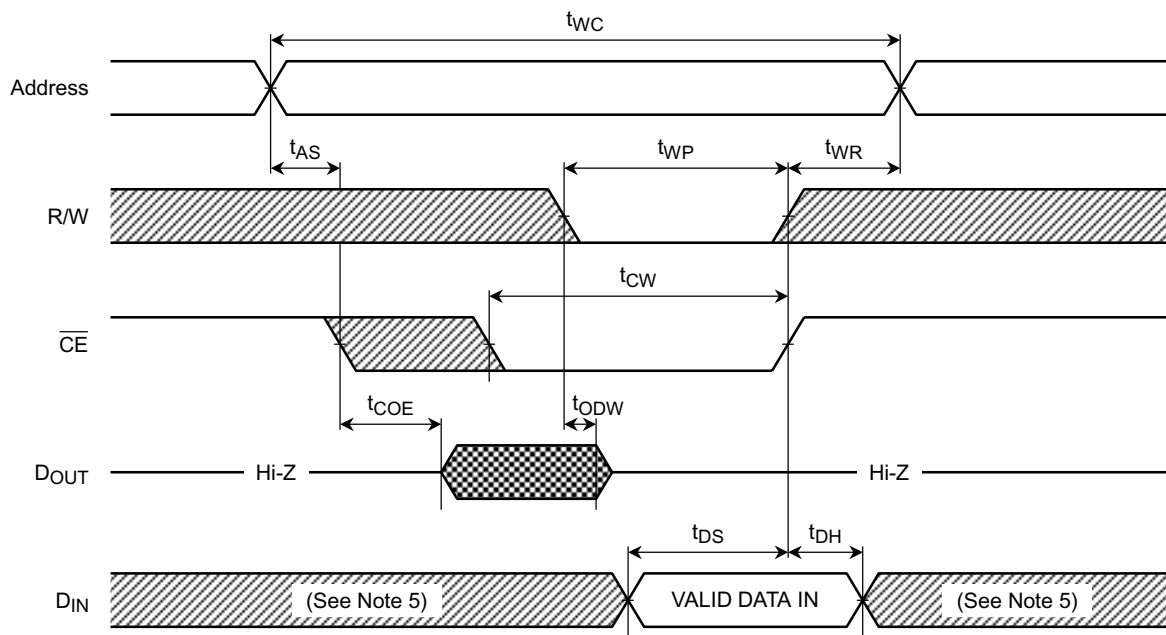 tWC
Address
tAS
tWP
tWR
R/W
tCW
CE
tCOE
tODW
DOUT
Hi-Z
Hi-Z
tDS
tDH
DIN
(See Note 5)
VALID DATA IN
(See Note 5)